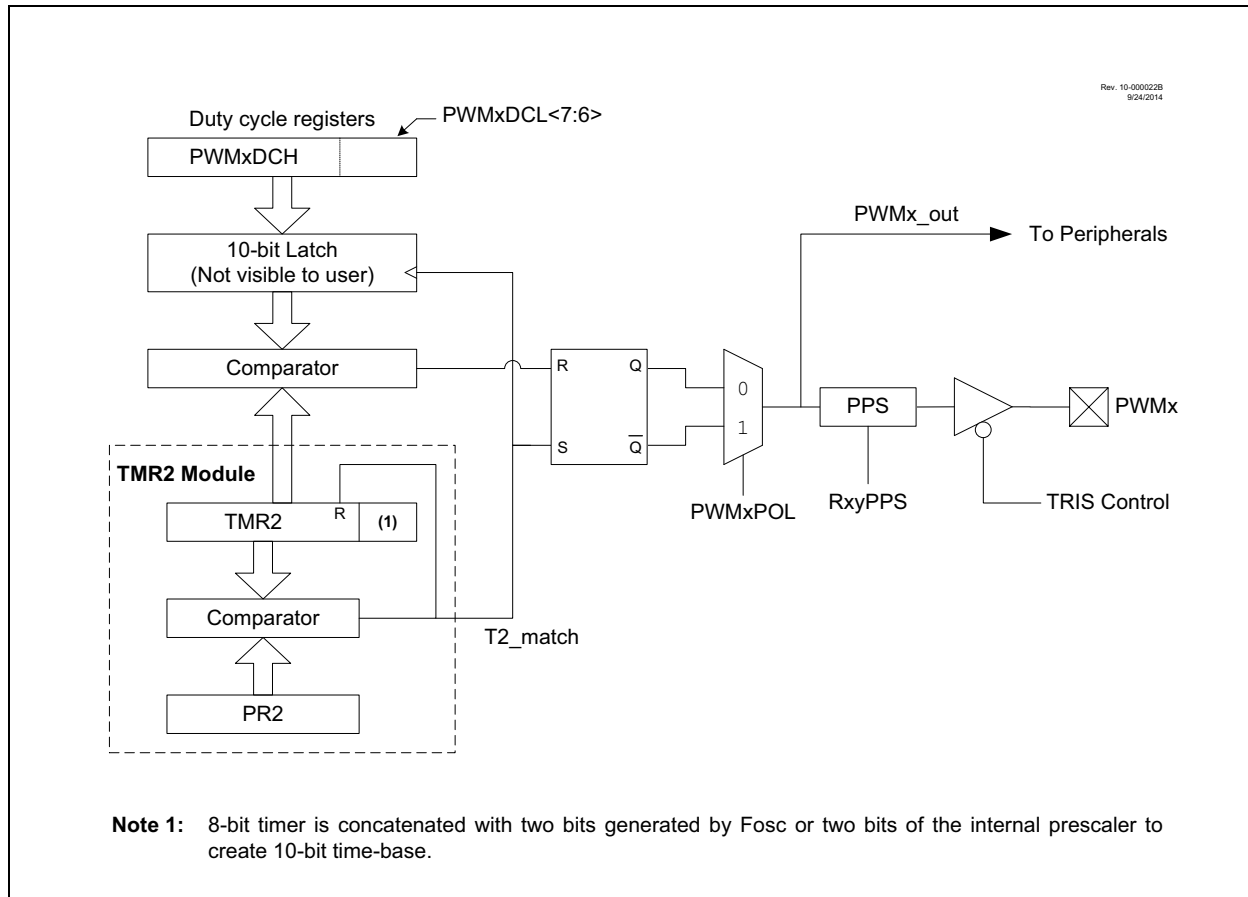 Rev. 10-000022B
9/24/2014
Duty cycle registers
PWMxDCL<7:6>
PWMxDCH
10-bit Latch
(Not visible to user)
Comparator
PWMx_out
To Peripherals
R
Q
S
Q̅
0
1
PPS
PWMx
PWMxPOL
RxyPPS
TRIS Control
TMR2 Module
R
TMR2
(1)
Comparator
T2_match
PR2
Note 1: 8-bit timer is concatenated with two bits generated by Fosc or two bits of the internal prescaler to
create 10-bit time-base.